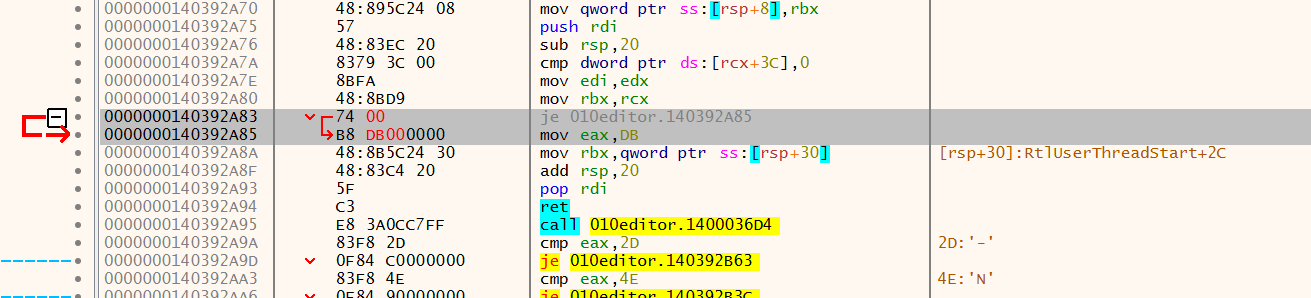 0000000140392A70 48:895C24 08 mov qword ptr ss:[rsp+8],rbx
0000000140392A75 57 push rdi
0000000140392A76 48:83EC 20 sub rsp,20
0000000140392A7A 8379 3C 00 cmp dword ptr ds:[rcx+3C],0
0000000140392A7E 8BFA mov edi,edx
0000000140392A80 48:8BD9 mov rbx,rcx
0000000140392A83 74 00 je 010editor.140392A85
0000000140392A85 B8 DB000000 mov eax,DB
0000000140392A8A 48:8B5C24 30 mov rbx,qword ptr ss:[rsp+30] [rsp+30]:RtlUserThreadStart+2C
0000000140392A8F 48:83C4 20 add rsp,20
0000000140392A93 5F pop rdi
0000000140392A94 C3 ret
0000000140392A95 E8 3A0CC7FF call 010editor.1400036D4
0000000140392A9A 83F8 2D cmp eax,2D 2D:'-'
0000000140392A9D 0F84 C0000000 je 010editor.140392B63
0000000140392AA3 83F8 4E cmp eax,4E 4E:'N'
0000000140392AA6 0F84 90000000 je 010editor.140392B3C